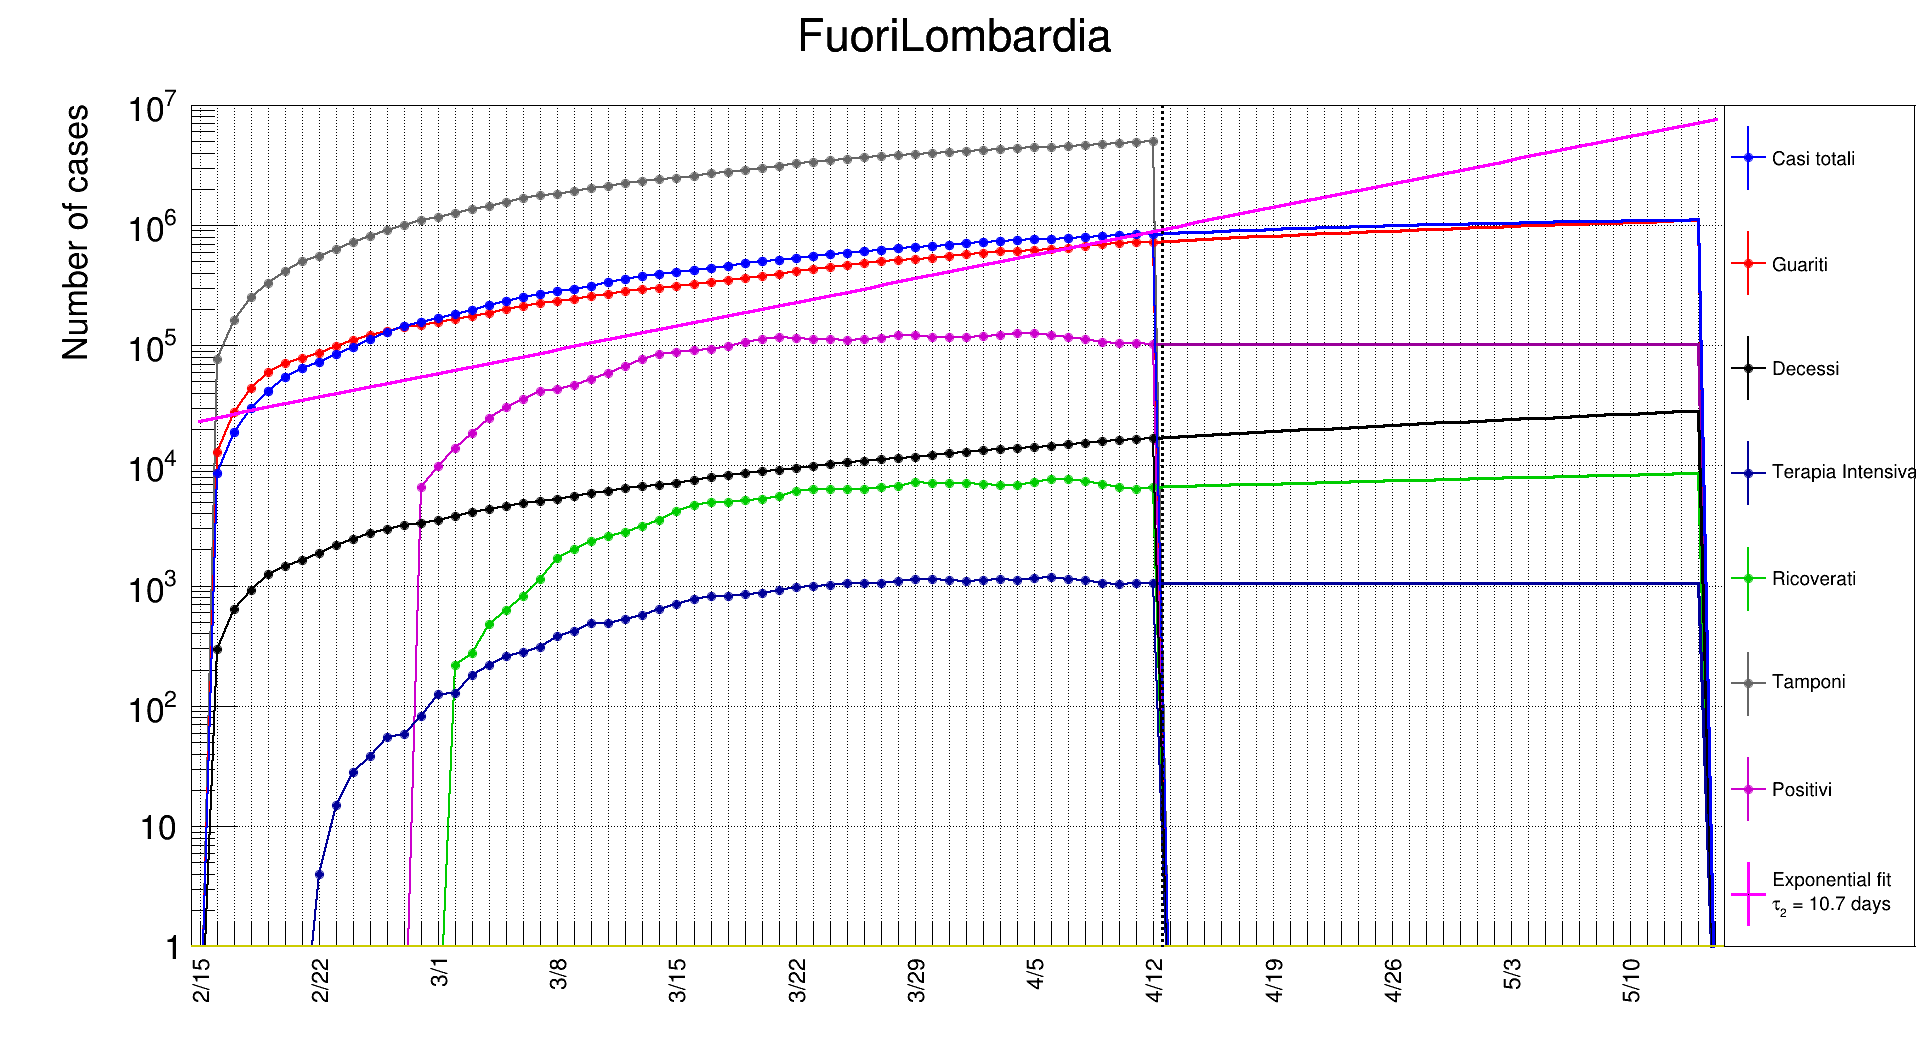 FuoriLombardia
Number of cases
10^7
10^6
10^5
10^4
10^3
10^2
10
1
2/15 2/22 3/1 3/8 3/15 3/22 3/29 4/5 4/12 4/19 4/26 5/3 5/10
Casi totali
Guariti
Decessi
Terapia Intensiva
Ricoverati
Tamponi
Positivi
Exponential fit
τ₂ = 10.7 days